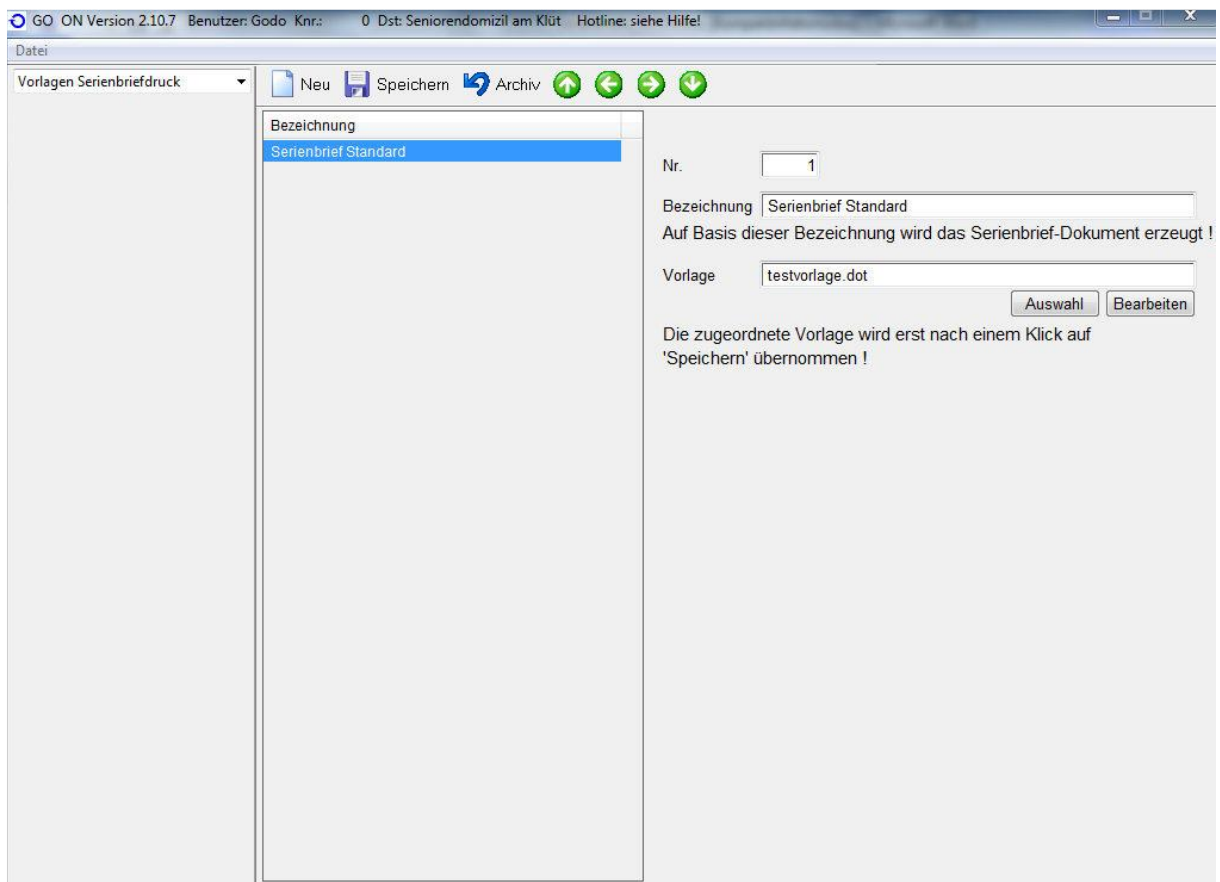 GO ON Version 2.10.7 Benutzer: Godo Knr.: 0 Dst: Seniorendomizil am Klüt Hotline: siehe Hilfe!
Datei
Vorlagen Serienbriefdruck
Neu Speichern Archiv
Bezeichnung
Serienbrief Standard
Nr. 1
Bezeichnung Serienbrief Standard
Auf Basis dieser Bezeichnung wird das Serienbrief-Dokument erzeugt !
Vorlage testvorlage.dot
Auswahl Bearbeiten
Die zugeordnete Vorlage wird erst nach einem Klick auf
'Speichern' übernommen !